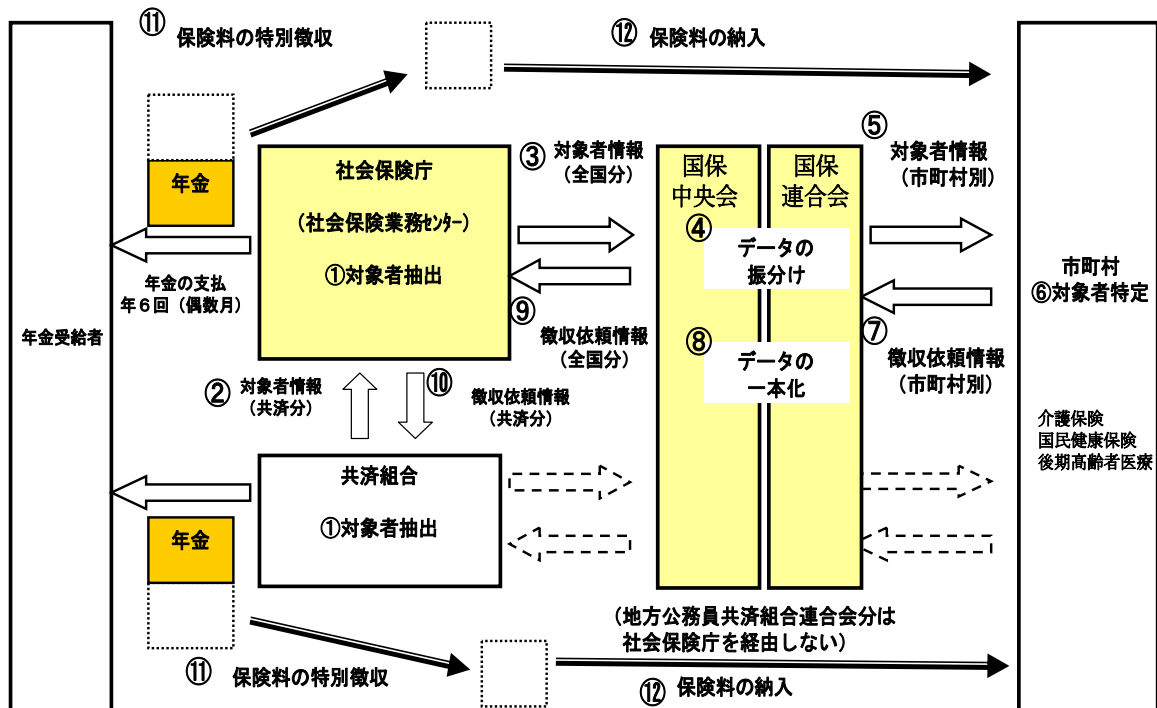 ⑪ 保険料の特別徴収
⑫ 保険料の納入
年金受給者
年金
年金の支払
年6回（偶数月）
社会保険庁
（社会保険業務ｾﾝﾀｰ）
①対象者抽出
③ 対象者情報
（全国分）
⑨
徴収依頼情報
（全国分）
② 対象者情報
（共済分）
⑩
徴収依頼情報
（共済分）
国保
中央会
国保
連合会
④ データの
振分け
⑧ データの
一本化
⑤
対象者情報
（市町村別）
⑦
徴収依頼情報
（市町村別）
市町村
⑥対象者特定
介護保険
国民健康保険
後期高齢者医療
共済組合
①対象者抽出
年金
（地方公務員共済組合連合会分は
社会保険庁を経由しない）
⑪ 保険料の特別徴収
⑫ 保険料の納入